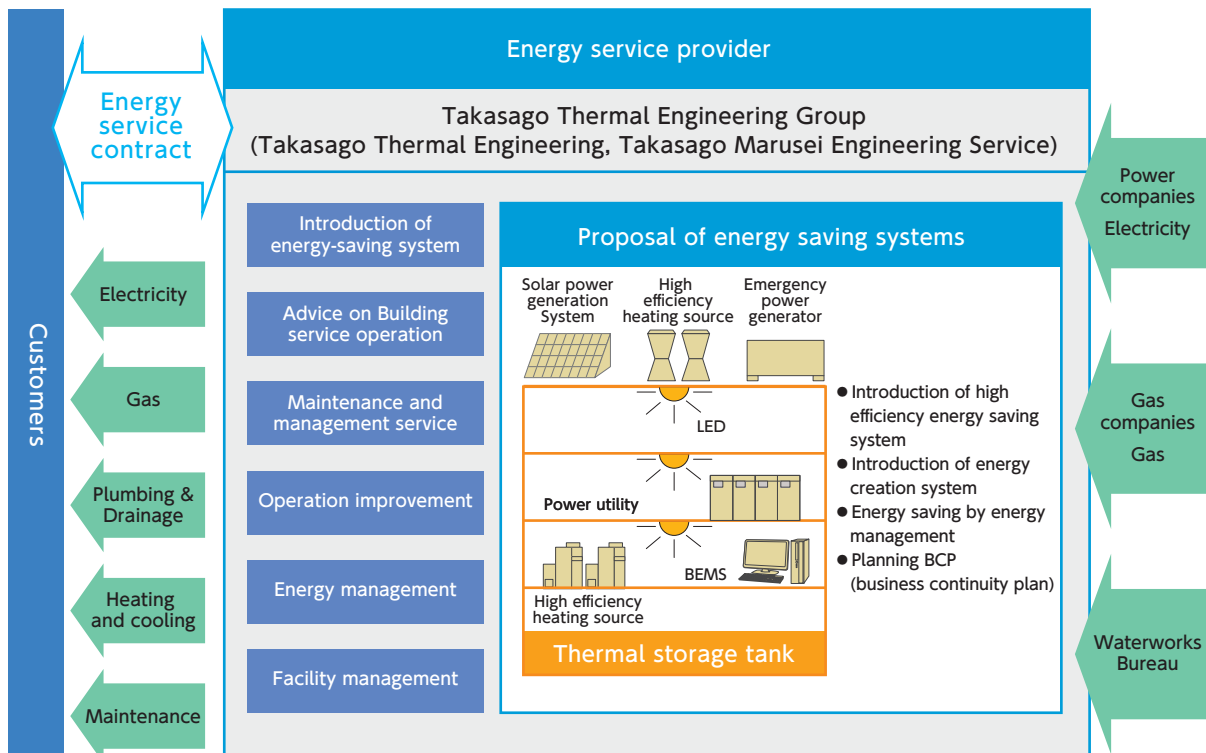 Customers
Energy
service
contract
Electricity
Gas
Plumbing &
Drainage
Heating
and cooling
Maintenance
Energy service provider
Takasago Thermal Engineering Group
(Takasago Thermal Engineering, Takasago Marusei Engineering Service)
Introduction of
energy-saving system
Advice on Building
service operation
Maintenance and
management service
Operation improvement
Energy management
Facility management
Proposal of energy saving systems
Solar power
generation
System
High
efficiency
heating source
Emergency
power
generator
LED
Power utility
BEMS
High efficiency
heating source
Thermal storage tank
● Introduction of high
efficiency energy saving
system
● Introduction of energy
creation system
● Energy saving by energy
management
● Planning BCP
(business continuity plan)
Power
companies
Electricity
Gas
companies
Gas
Waterworks
Bureau